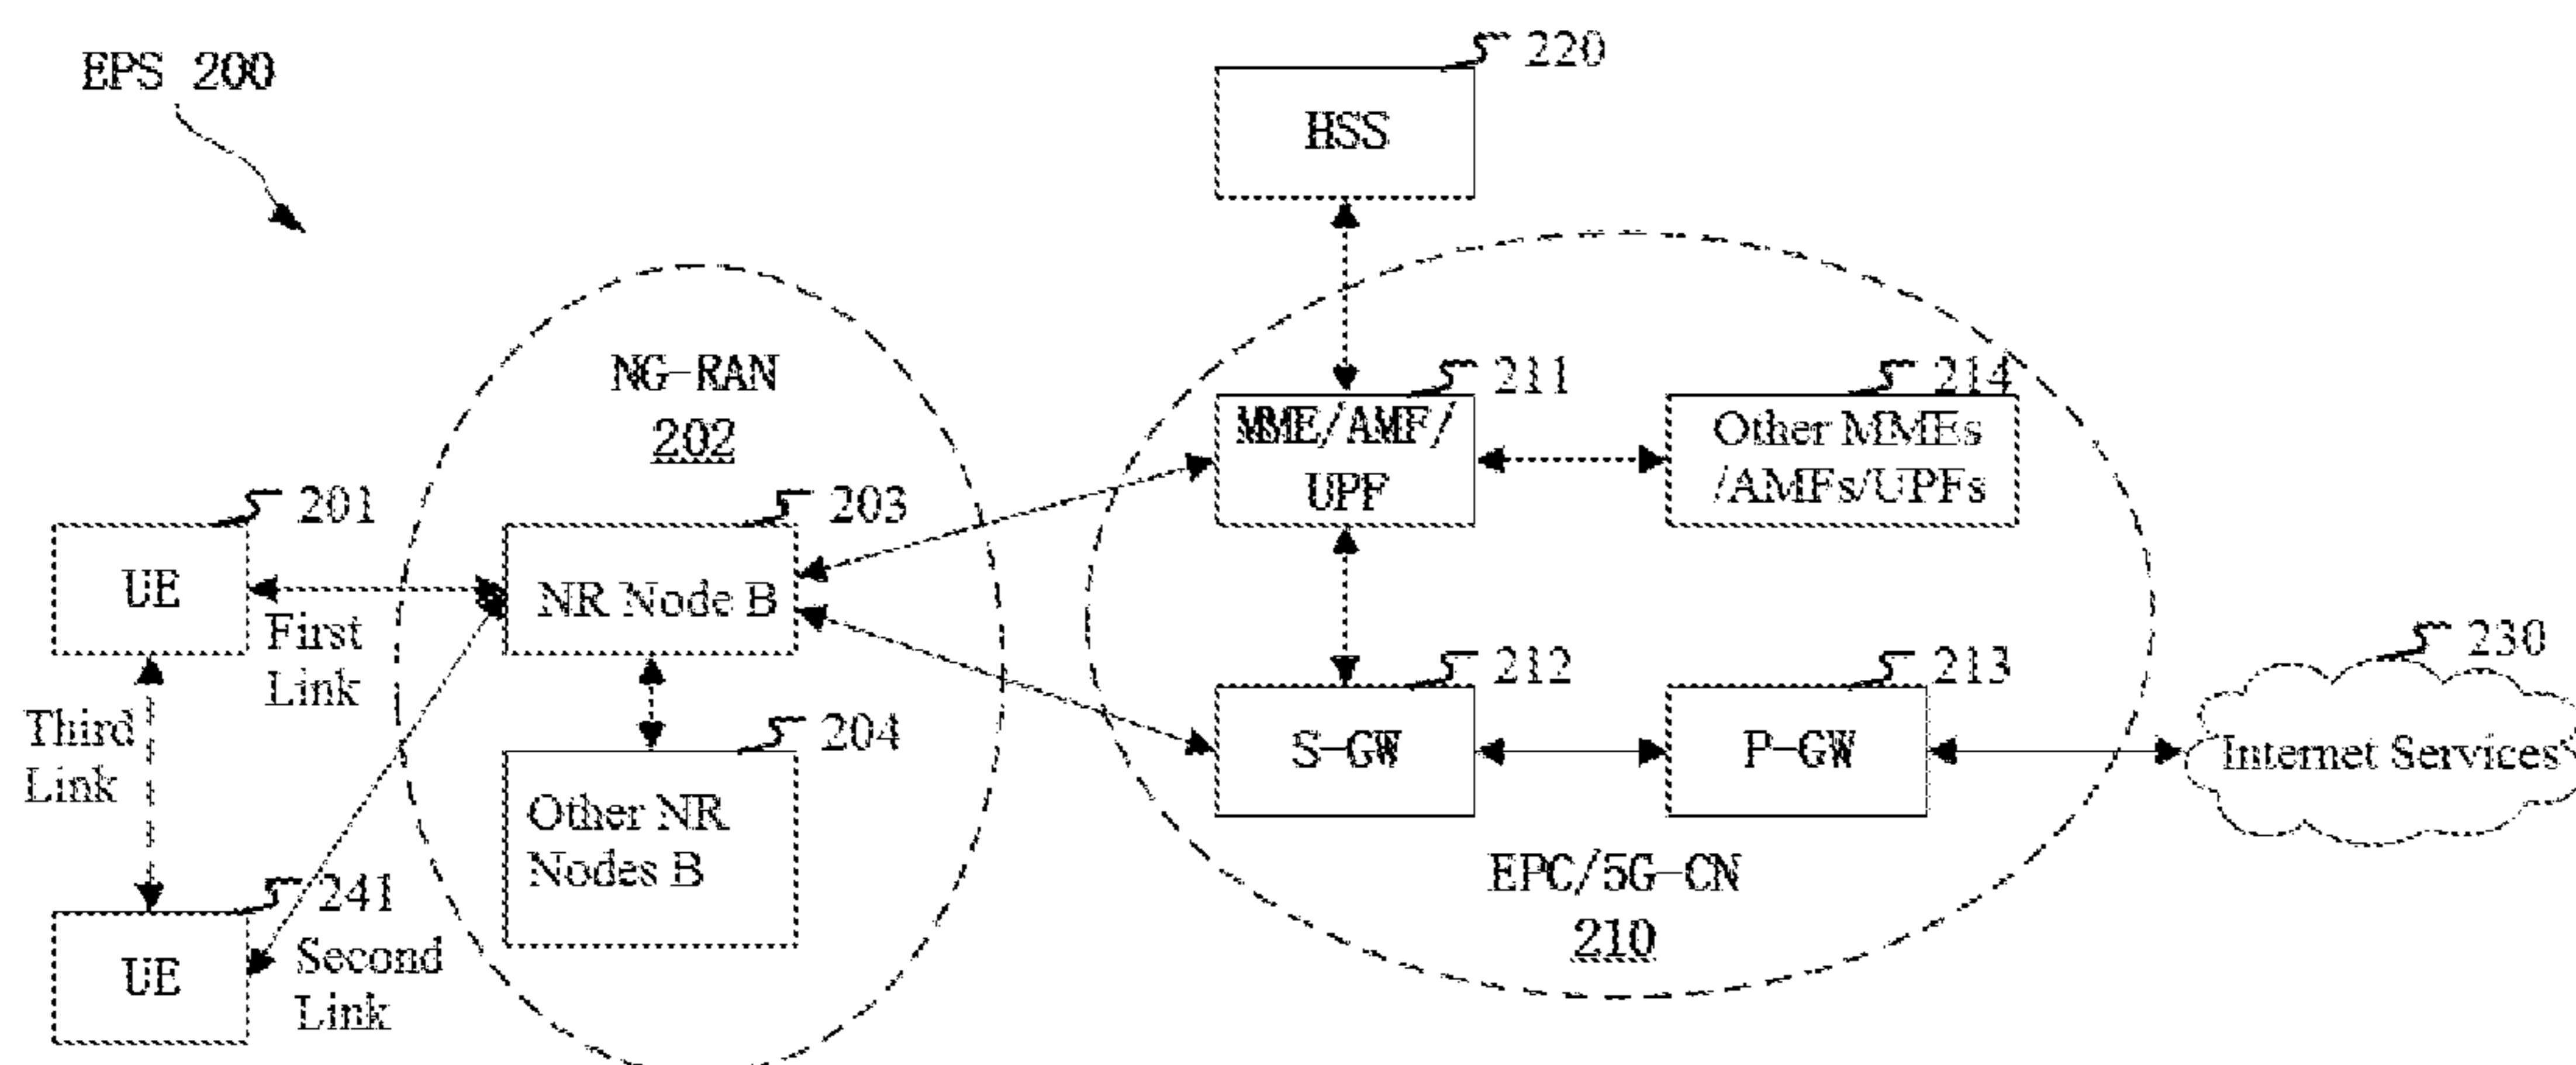 EPS 200
220
HSS
NG-RAN
202
211
MME/AMF/
UPF
214
Other MMEs
/AMFs/UPFs
201
UE
203
NR Node B
First
Link
Third
Link
204
Other NR
Nodes B
212
S-GW
213
P-GW
230
Internet Services
241
UE
Second
Link
EPC/5G-CN
210